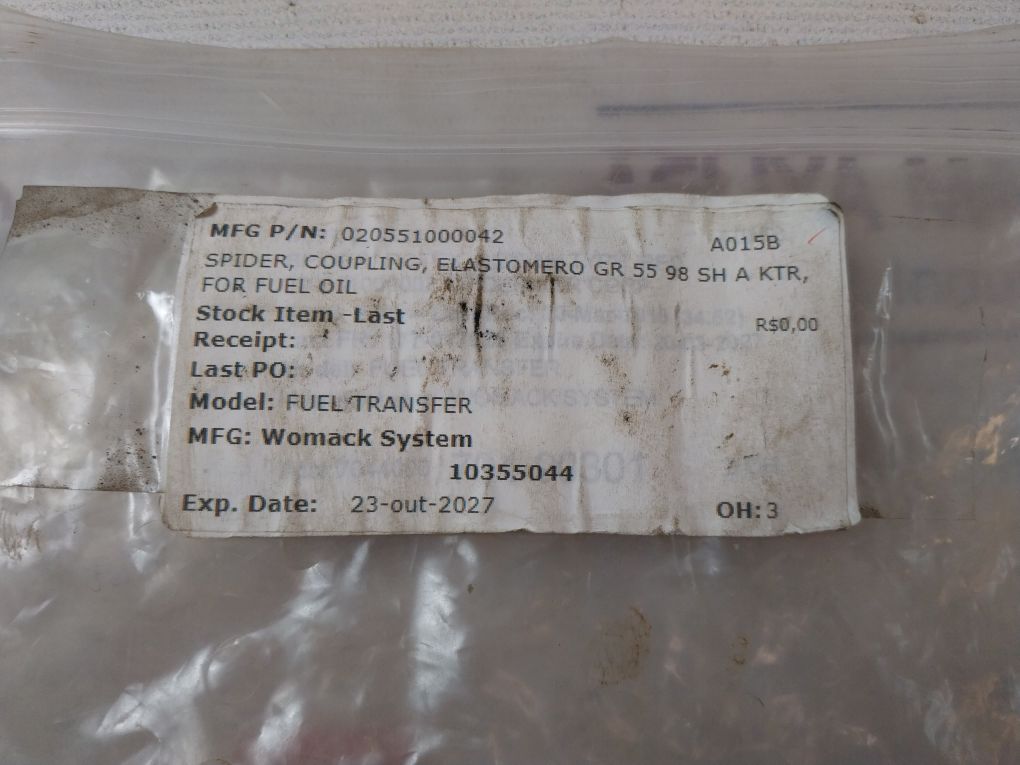 MFG P/N: 020551000042 A015B
SPIDER, COUPLING, ELASTOMERO GR 55 98 SH A KTR,
FOR FUEL OIL
Stock Item -Last R$0,00
Receipt:
Last PO:
Model: FUEL TRANSFER
MFG: Womack System
10355044
Exp. Date: 23-out-2027 OH: 3